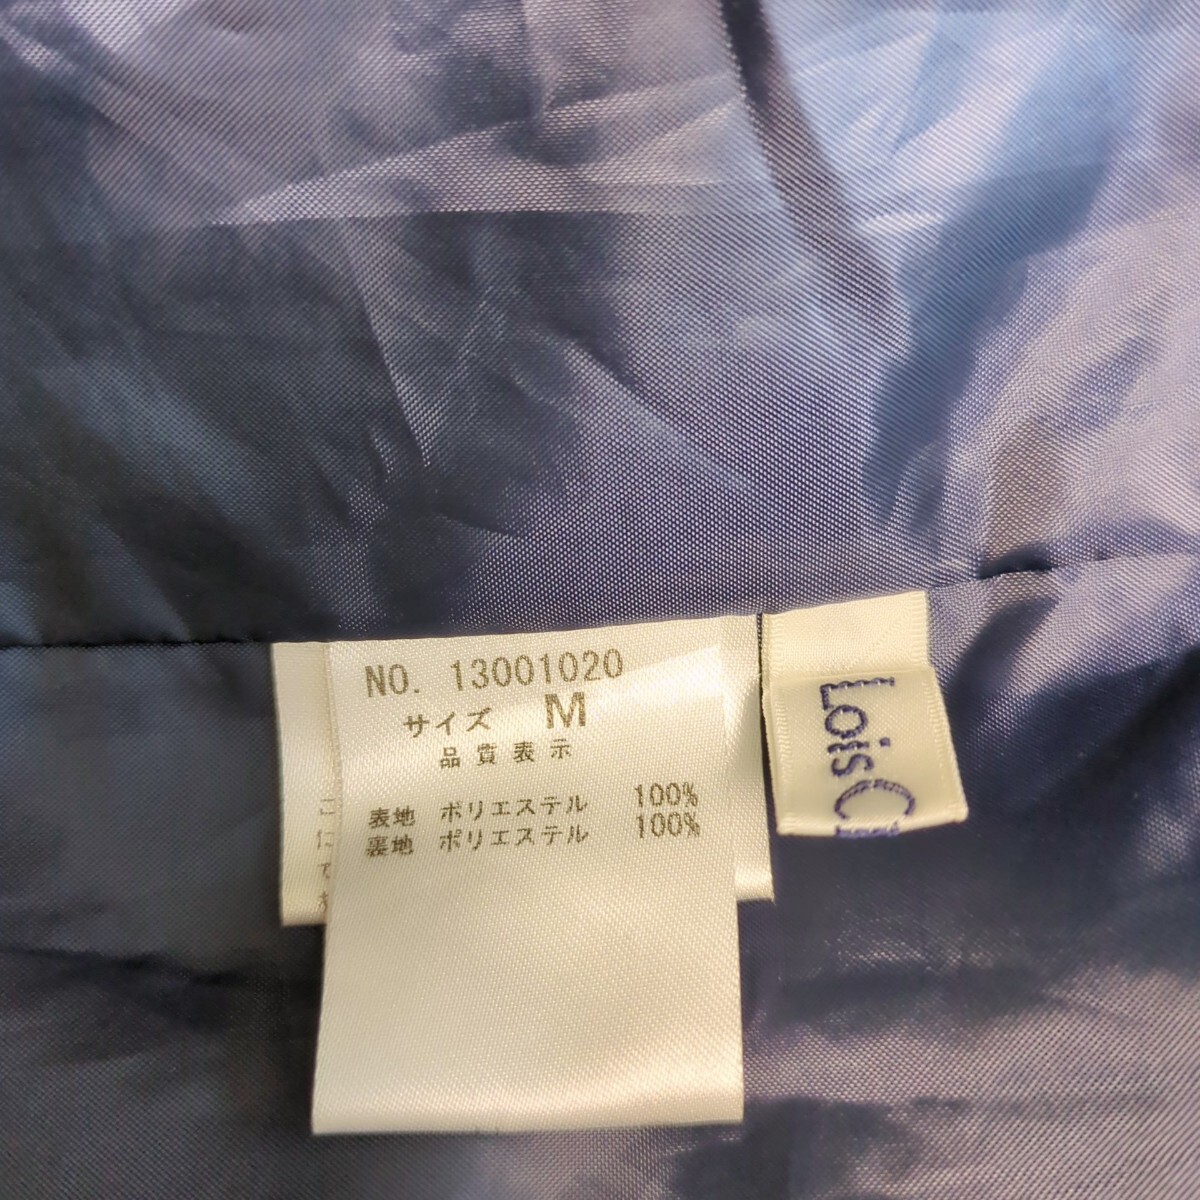 NO. 13001020
サイズ M
品質表示
表地 ポリエステル 100%
裏地 ポリエステル 100%
Lois